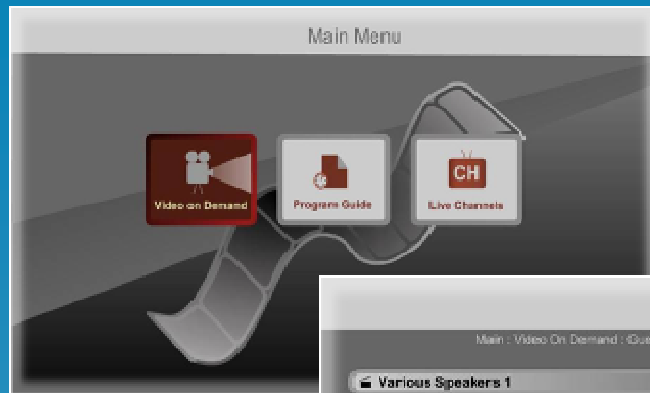 Main Menu
CH
Video on Demand
Program Guide
Live Channels
Main : Video On Demand :
Various Speakers 1